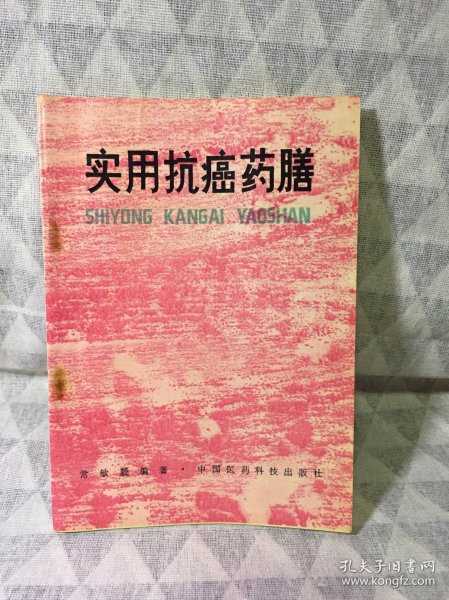 实用抗癌药膳
SHIYONG KANGAI YAOSHAN
常敏毅编著·中国医药科技出版社
孔夫子旧书网
www.kongfz.com